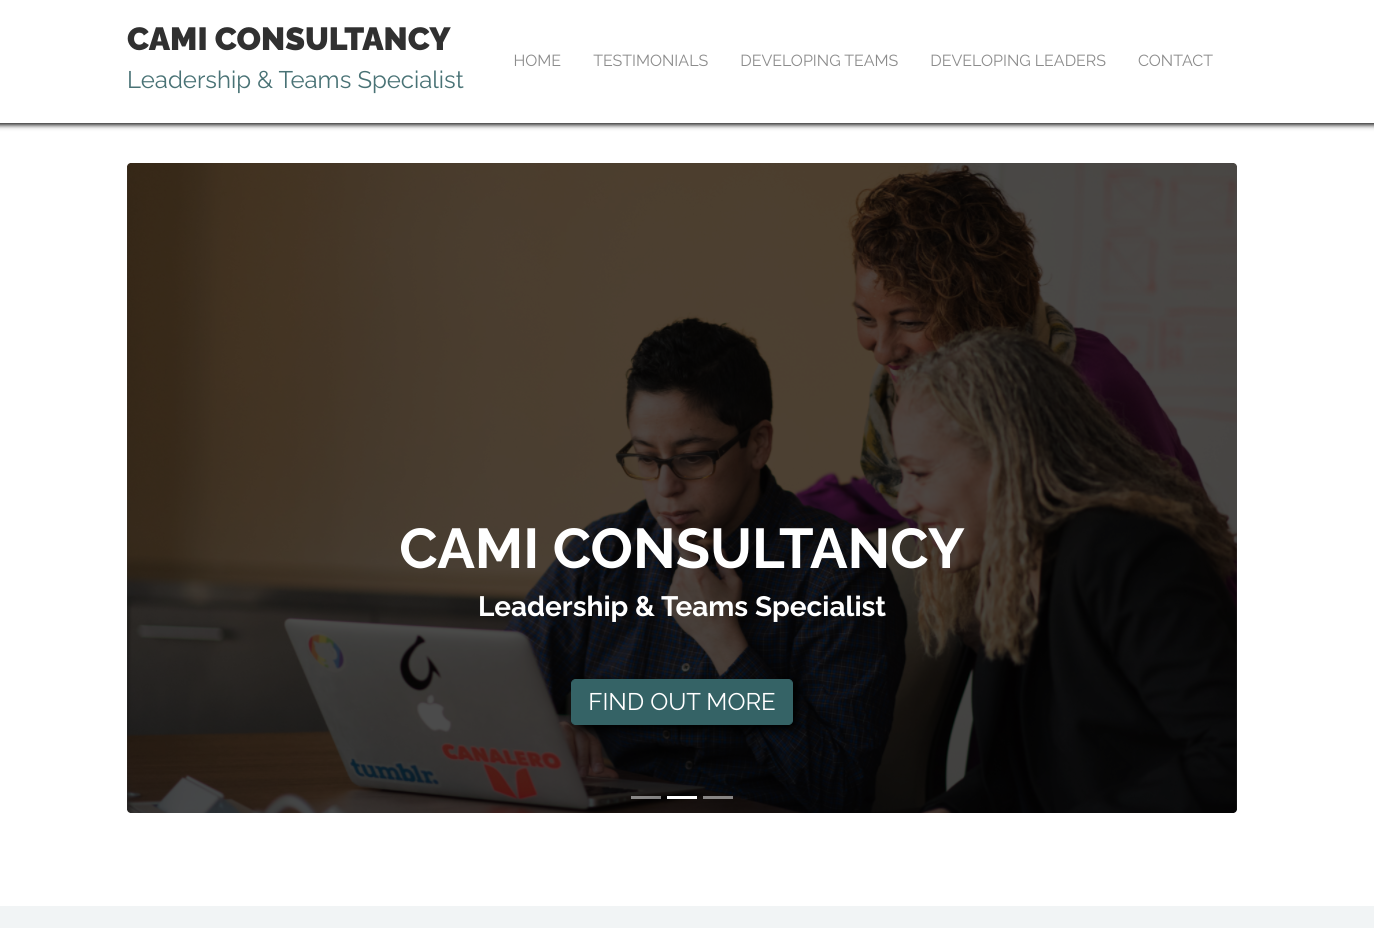 CAMI CONSULTANCY
Leadership & Teams Specialist
HOME TESTIMONIALS DEVELOPING TEAMS DEVELOPING LEADERS CONTACT
CAMI CONSULTANCY
Leadership & Teams Specialist
FIND OUT MORE
CANALERO
tumblr.